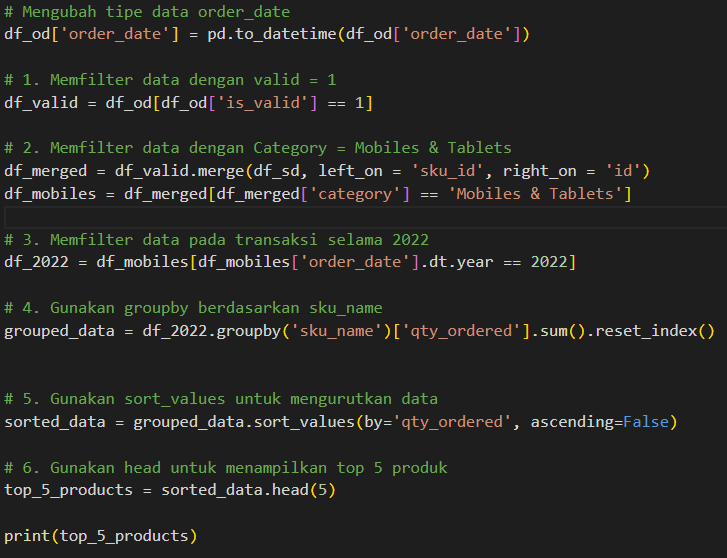 # Mengubah tipe data order_date
df_od['order_date'] = pd.to_datetime(df_od['order_date'])
# 1. Memfilter data dengan valid = 1
df_valid = df_od[df_od['is_valid'] == 1]
# 2. Memfilter data dengan Category = Mobiles & Tablets
df_merged = df_valid.merge(df_sd, left_on = 'sku_id', right_on = 'id')
df_mobiles = df_merged[df_merged['category'] == 'Mobiles & Tablets']
# 3. Memfilter data pada transaksi selama 2022
df_2022 = df_mobiles[df_mobiles['order_date'].dt.year == 2022]
# 4. Gunakan groupby berdasarkan sku_name
grouped_data = df_2022.groupby('sku_name')['qty_ordered'].sum().reset_index()
# 5. Gunakan sort_values untuk mengurutkan data
sorted_data = grouped_data.sort_values(by='qty_ordered', ascending=False)
# 6. Gunakan head untuk menampilkan top 5 produk
top_5_products = sorted_data.head(5)
print(top_5_products)